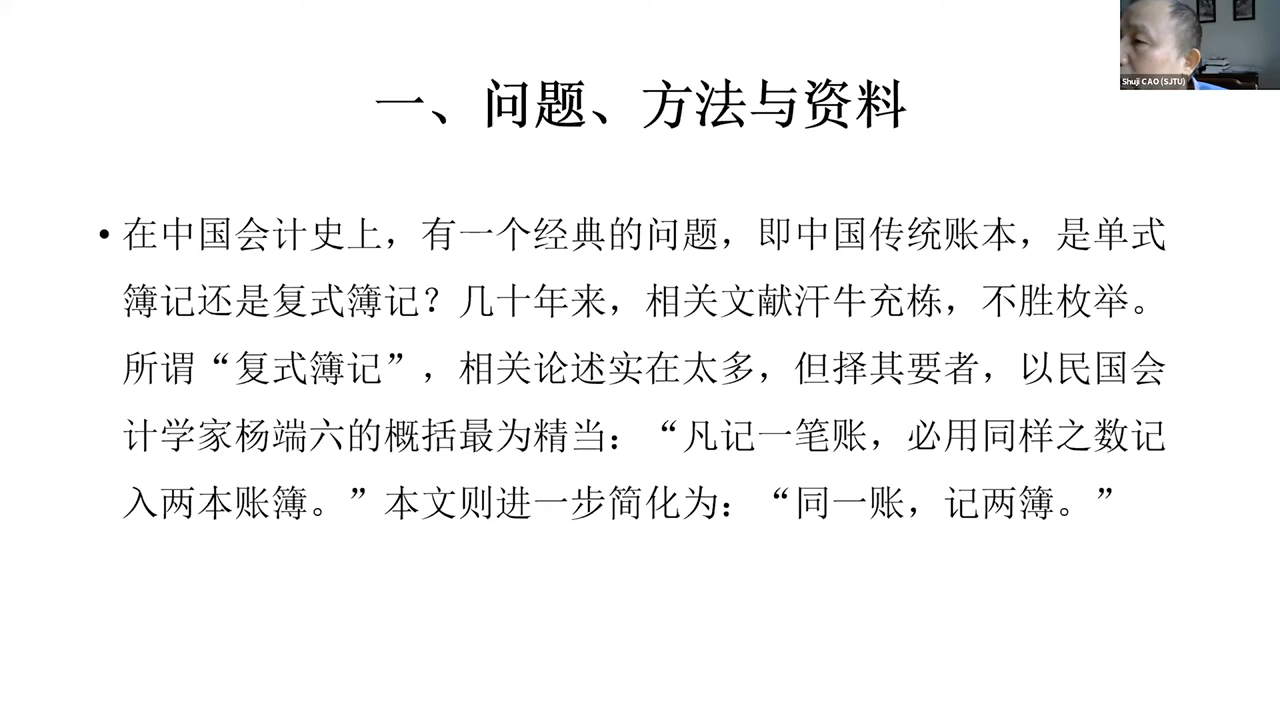 Shuji CAO (SJTU)
一、问题、方法与资料
• 在中国会计史上，有一个经典的问题，即中国传统账本，是单式
簿记还是复式簿记？几十年来，相关文献汗牛充栋，不胜枚举。
所谓“复式簿记”，相关论述实在太多，但择其要者，以民国会
计学家杨端六的概括最为精当：“凡记一笔账，必用同样之数记
入两本账簿。”本文则进一步简化为：“同一账，记两簿。”